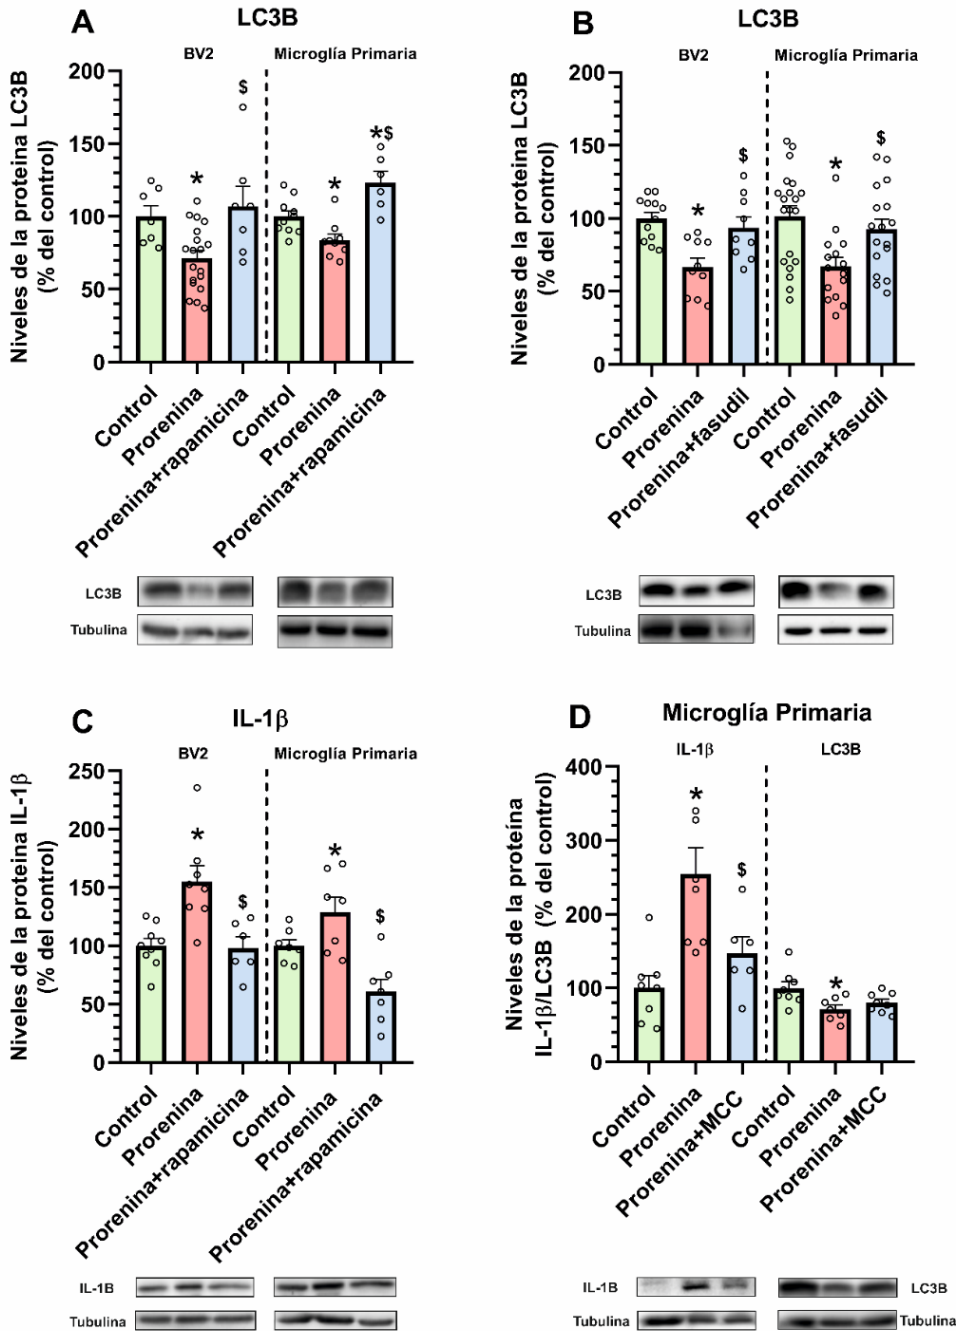 A
LC3B
BV2
Microglía Primaria
Niveles de la proteina LC3B
(% del control)
200
150
100
50
0
*
$
*
*$
Control
Prorenina
Prorenina+rapamicina
Control
Prorenina
Prorenina+rapamicina
LC3B
Tubulina
B
LC3B
BV2
Microglía Primaria
Niveles de la proteina LC3B
(% del control)
200
150
100
50
0
*
$
*
$
Control
Prorenina
Prorenina+fasudil
Control
Prorenina
Prorenina+fasudil
LC3B
Tubulina
C
IL-1β
BV2
Microglía Primaria
Niveles de la proteina IL-1β
(% del control)
250
200
150
100
50
0
*
$
*
$
Control
Prorenina
Prorenina+rapamicina
Control
Prorenina
Prorenina+rapamicina
IL-1B
Tubulina
D
Microglía Primaria
IL-1β
LC3B
Niveles de la proteína
IL-1β/LC3B (% del control)
400
300
200
100
0
*
$
*
Control
Prorenina
Prorenina+MCC
Control
Prorenina
Prorenina+MCC
IL-1B
LC3B
Tubulina
Tubulina